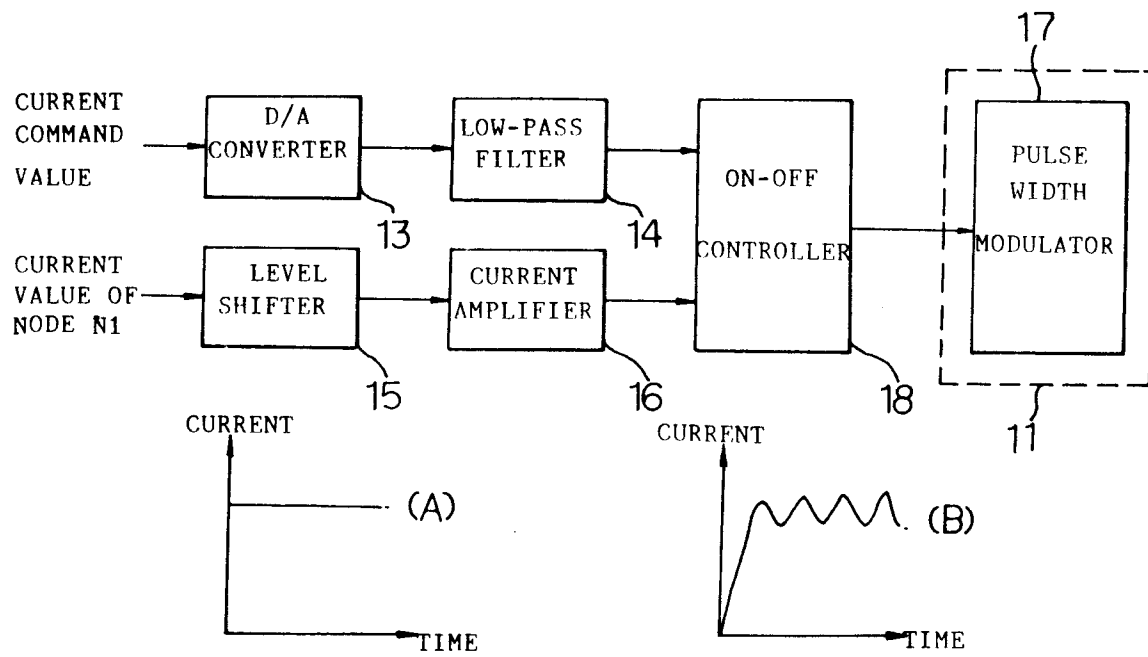 17
CURRENT
COMMAND
VALUE
D/A
CONVERTER
13
LOW-PASS
FILTER
14
ON-OFF
CONTROLLER
18
PULSE
WIDTH
MODULATOR
11
CURRENT
VALUE OF
NODE N1
LEVEL
SHIFTER
15
CURRENT
AMPLIFIER
16
CURRENT
(A)
TIME
CURRENT
(B)
TIME